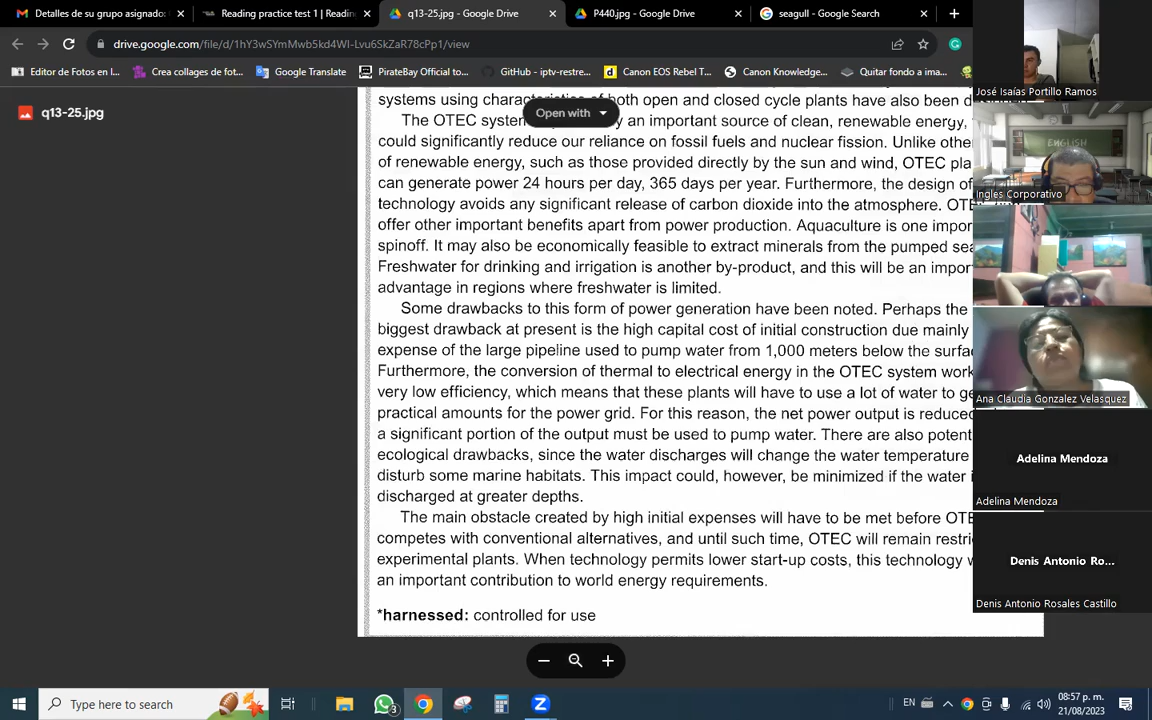 Detalles de su grupo asignado:
Reading practice test 1 | Readin
q13-25.jpg - Google Drive
P440.jpg - Google Drive
seagull - Google Search
drive.google.com/file/d/1hY3wSYmMwb5kd4WI-Lvu6SkZaR78cPp1/view
Editor de Fotos en l...
Crea collages de fot...
Google Translate
PirateBay Official to...
GitHub - iptv-restre...
Canon EOS Rebel T...
Canon Knowledge...
Quitar fondo a ima...
q13-25.jpg
Open with
systems using characteristics of both open and closed cycle plants have also been d
The OTEC system y an important source of clean, renewable energy,
could significantly reduce our reliance on fossil fuels and nuclear fission. Unlike othe
of renewable energy, such as those provided directly by the sun and wind, OTEC pla
can generate power 24 hours per day, 365 days per year. Furthermore, the design of
technology avoids any significant release of carbon dioxide into the atmosphere. OTE
offer other important benefits apart from power production. Aquaculture is one impor
spinoff. It may also be economically feasible to extract minerals from the pumped sea
Freshwater for drinking and irrigation is another by-product, and this will be an impor
advantage in regions where freshwater is limited.
Some drawbacks to this form of power generation have been noted. Perhaps the
biggest drawback at present is the high capital cost of initial construction due mainly
expense of the large pipeline used to pump water from 1,000 meters below the surfa
Furthermore, the conversion of thermal to electrical energy in the OTEC system work
very low efficiency, which means that these plants will have to use a lot of water to ge
practical amounts for the power grid. For this reason, the net power output is reduced
a significant portion of the output must be used to pump water. There are also potent
ecological drawbacks, since the water discharges will change the water temperature
disturb some marine habitats. This impact could, however, be minimized if the water i
discharged at greater depths.
The main obstacle created by high initial expenses will have to be met before OTE
competes with conventional alternatives, and until such time, OTEC will remain restri
experimental plants. When technology permits lower start-up costs, this technology w
an important contribution to world energy requirements.
*harnessed: controlled for use
José Isaías Portillo Ramos
ENGLISH
Ingles Corporativo
Ana Claudia Gonzalez Velasquez
Adelina Mendoza
Adelina Mendoza
Denis Antonio Ro...
Denis Antonio Rosales Castillo
Type here to search
3
EN
08:57 p. m.
21/08/2023